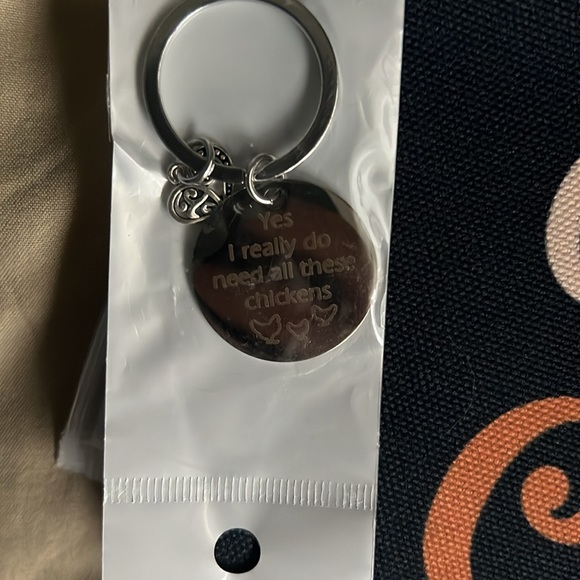 Yes
I really do
need all these
chickens